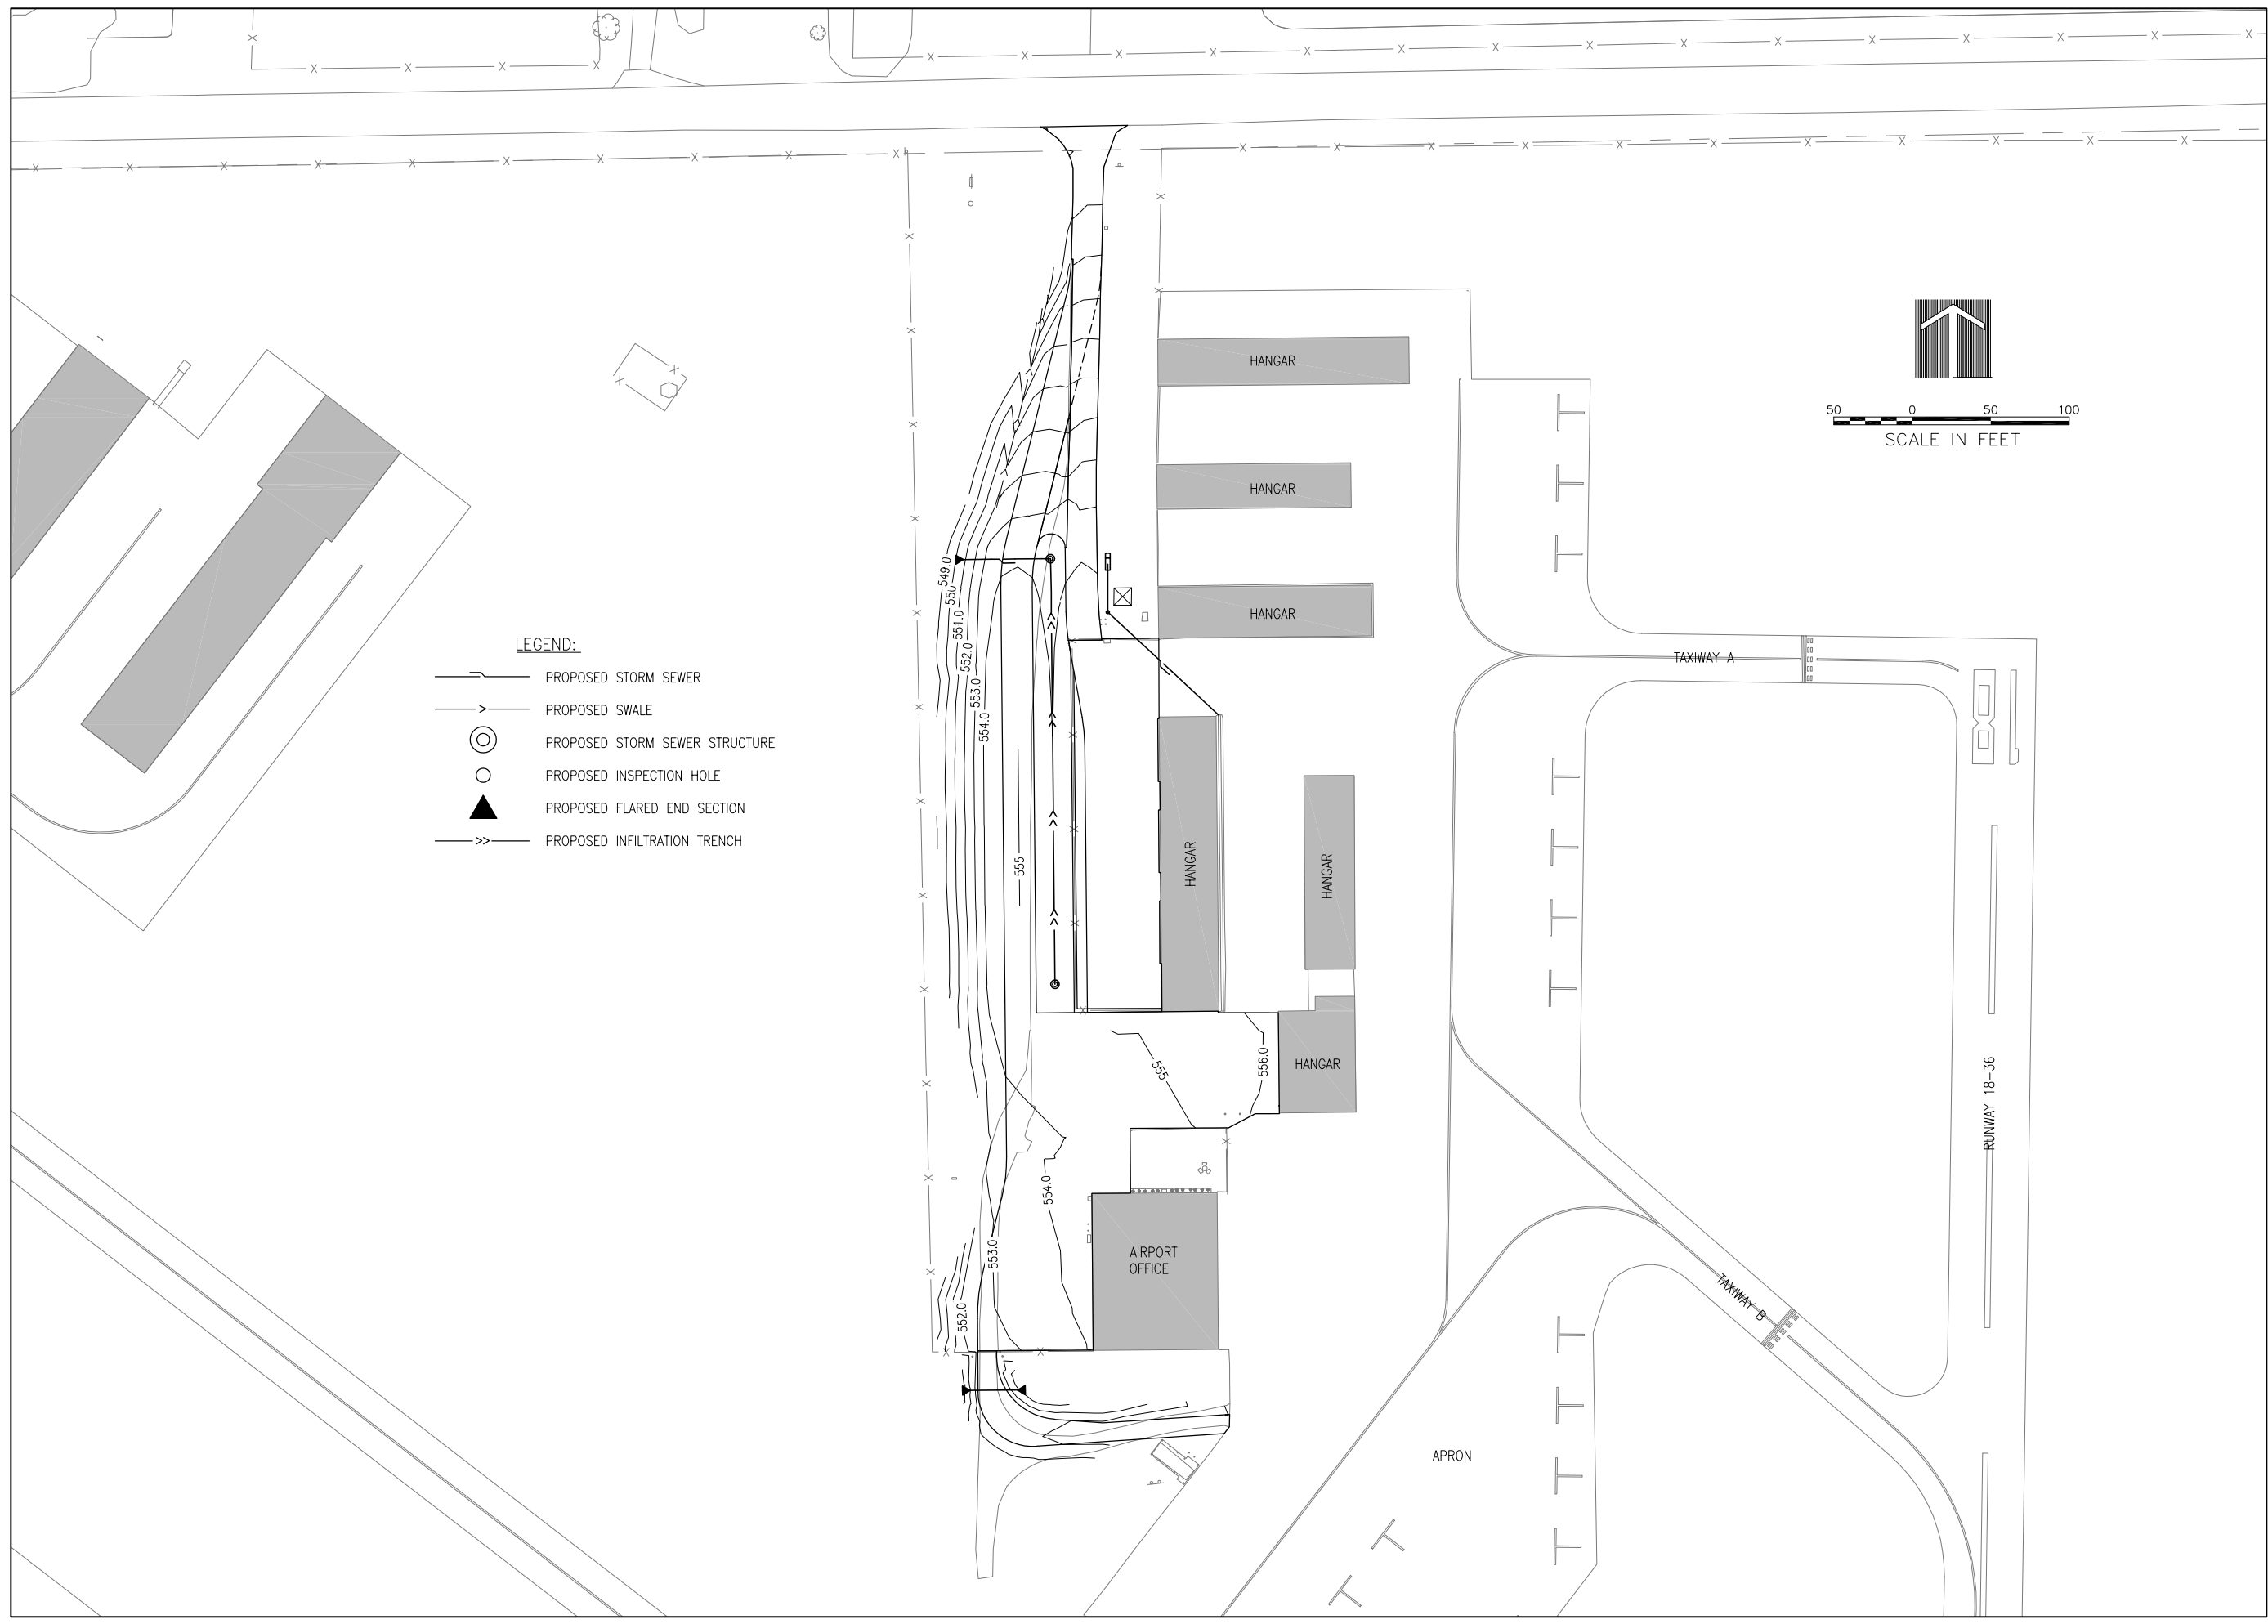 HANGAR
50 0 50 100
SCALE IN FEET
HANGAR
HANGAR
549.0
550
551.0
552.0
553.0
554.0
555
LEGEND:
PROPOSED STORM SEWER
PROPOSED SWALE
PROPOSED STORM SEWER STRUCTURE
PROPOSED INSPECTION HOLE
PROPOSED FLARED END SECTION
PROPOSED INFILTRATION TRENCH
TAXIWAY A
HANGAR
HANGAR
555
556.0
HANGAR
RUNWAY 18-36
554.0
553.0
552.0
AIRPORT
OFFICE
TAXIWAY B
APRON